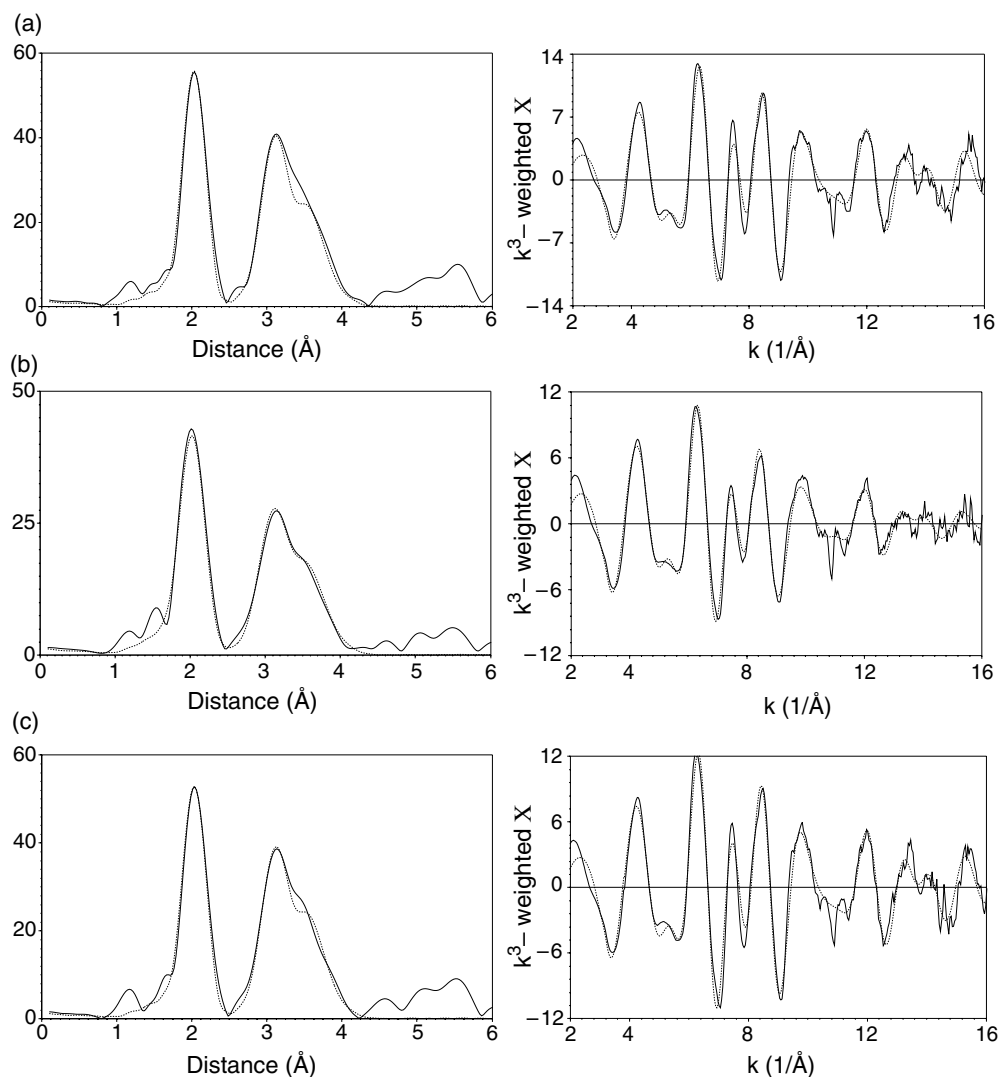 (a)
60
40
20
0
0 1 2 3 4 5 6
Distance (Å)
k³– weighted X
14
7
0
–7
–14
2 4 8 12 16
k (1/Å)
(b)
50
25
0
0 1 2 3 4 5 6
Distance (Å)
k³– weighted X
12
6
0
–6
–12
2 4 8 12 16
k (1/Å)
(c)
60
40
20
0
0 1 2 3 4 5 6
Distance (Å)
k³– weighted X
12
6
0
–6
–12
2 4 8 12 16
k (1/Å)